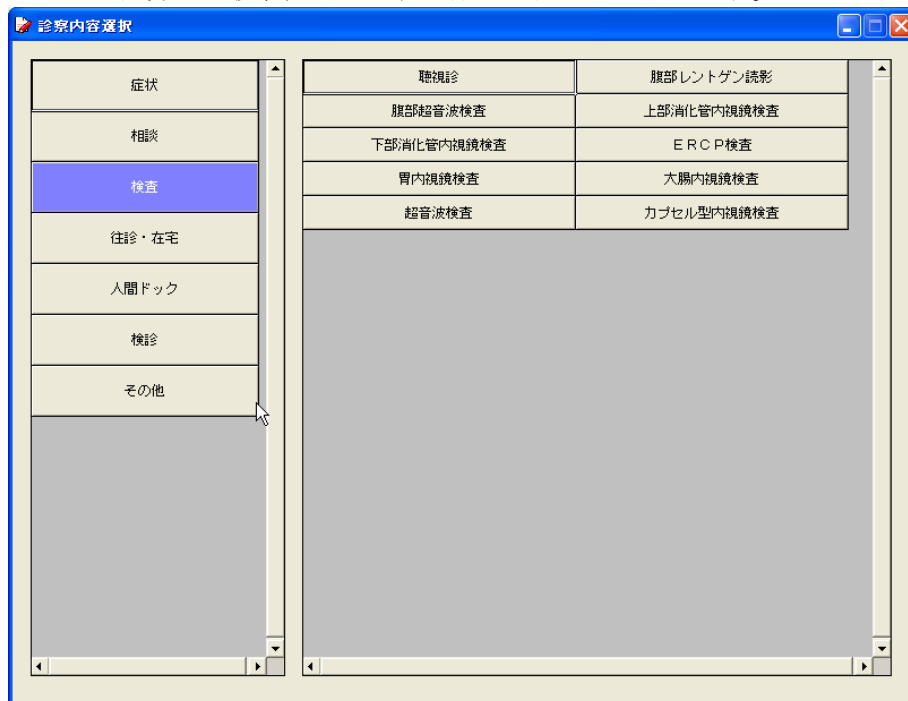 診察内容選択
症状
相談
検査
往診・在宅
人間ドック
検診
その他
聴視診 腹部レントゲン読影
腹部超音波検査 上部消化管内視鏡検査
下部消化管内視鏡検査 ERCP検査
胃内視鏡検査 大腸内視鏡検査
超音波検査 カプセル型内視鏡検査